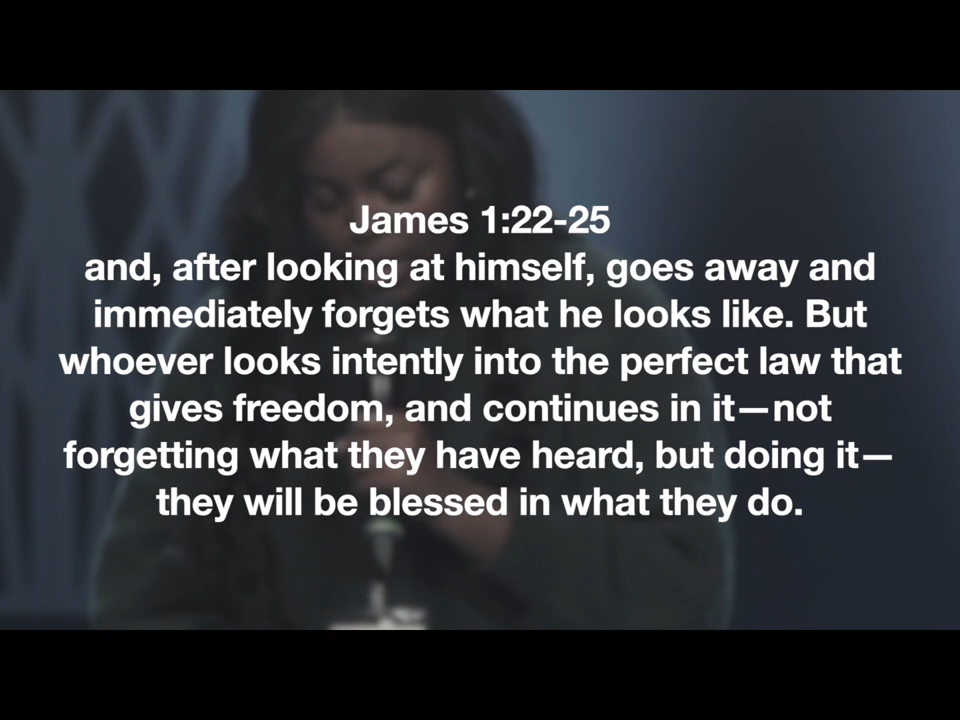 James 1:22-25
and, after looking at himself, goes away and
immediately forgets what he looks like. But
whoever looks intently into the perfect law that
gives freedom, and continues in it—not
forgetting what they have heard, but doing it—
they will be blessed in what they do.